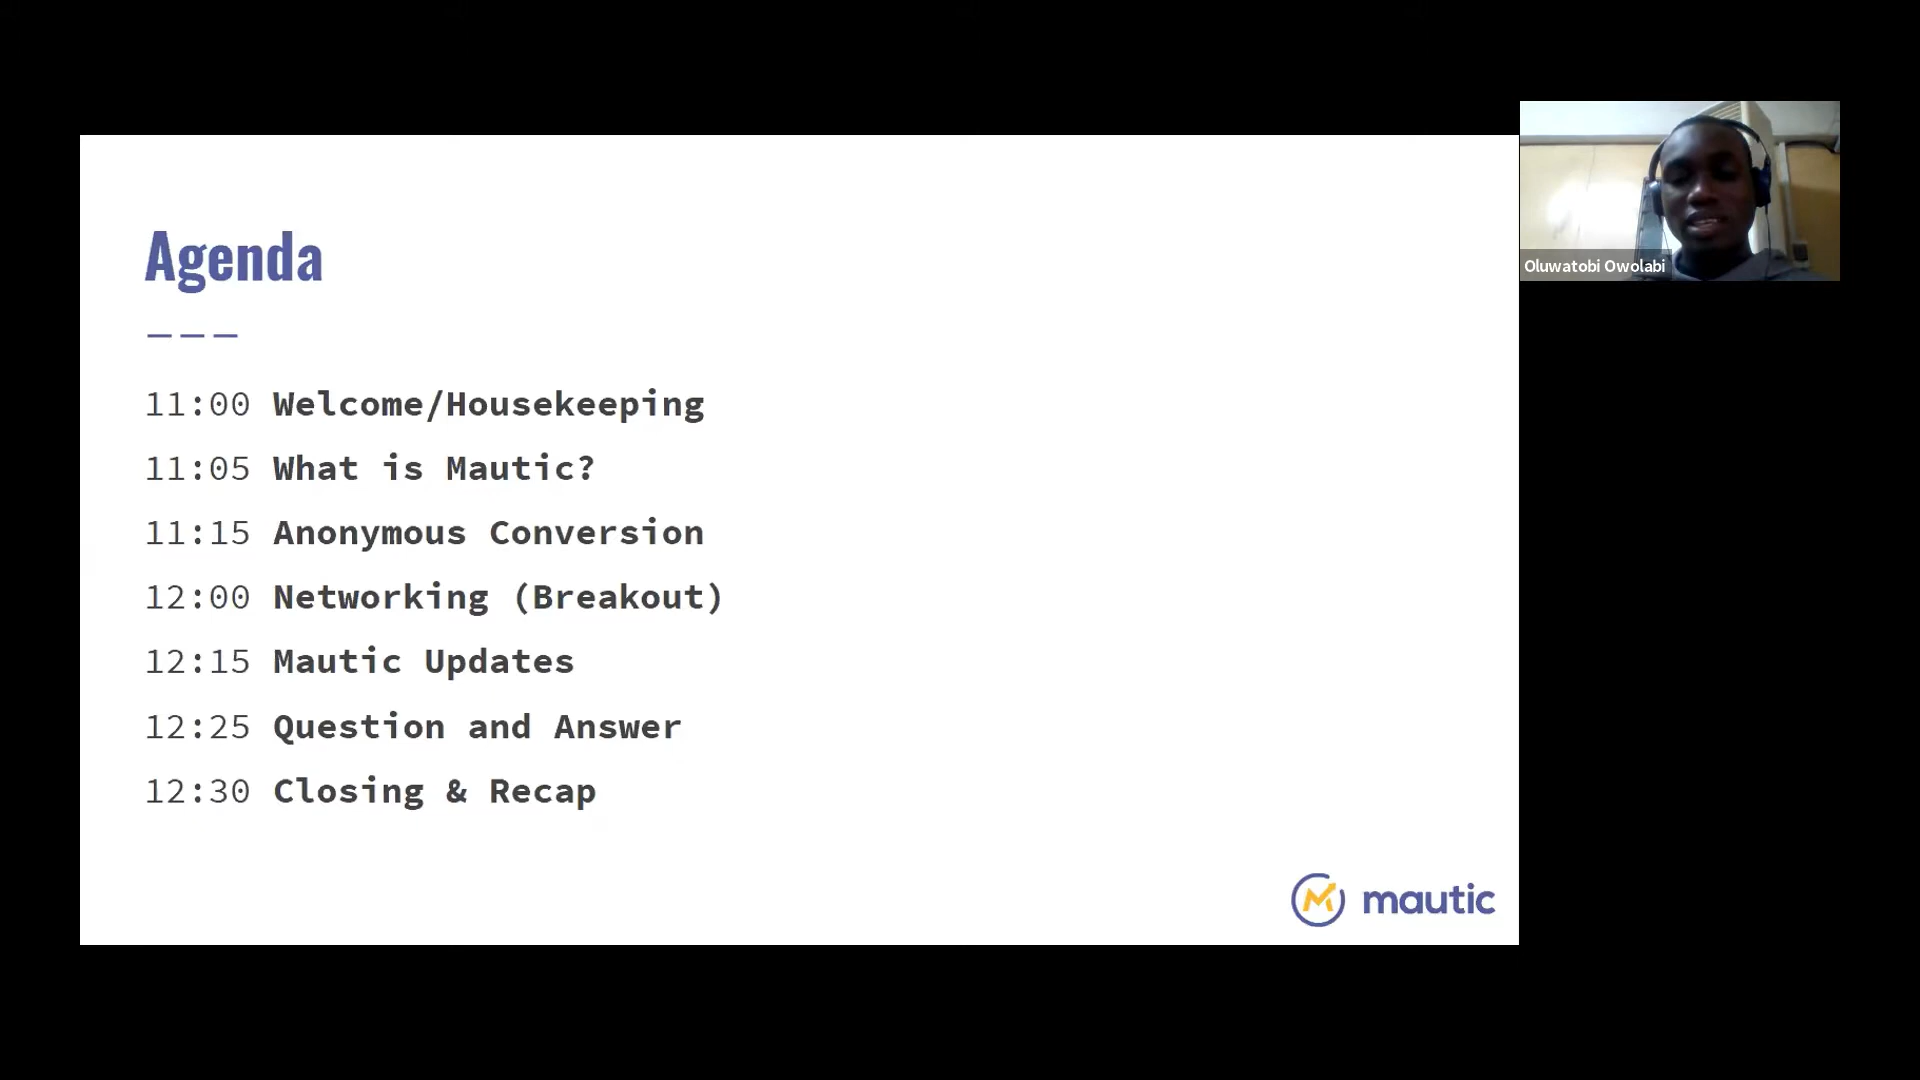 Agenda
11:00 Welcome/Housekeeping
11:05 What is Mautic?
11:15 Anonymous Conversion
12:00 Networking (Breakout)
12:15 Mautic Updates
12:25 Question and Answer
12:30 Closing & Recap
mautic
Oluwatobi Owolabi